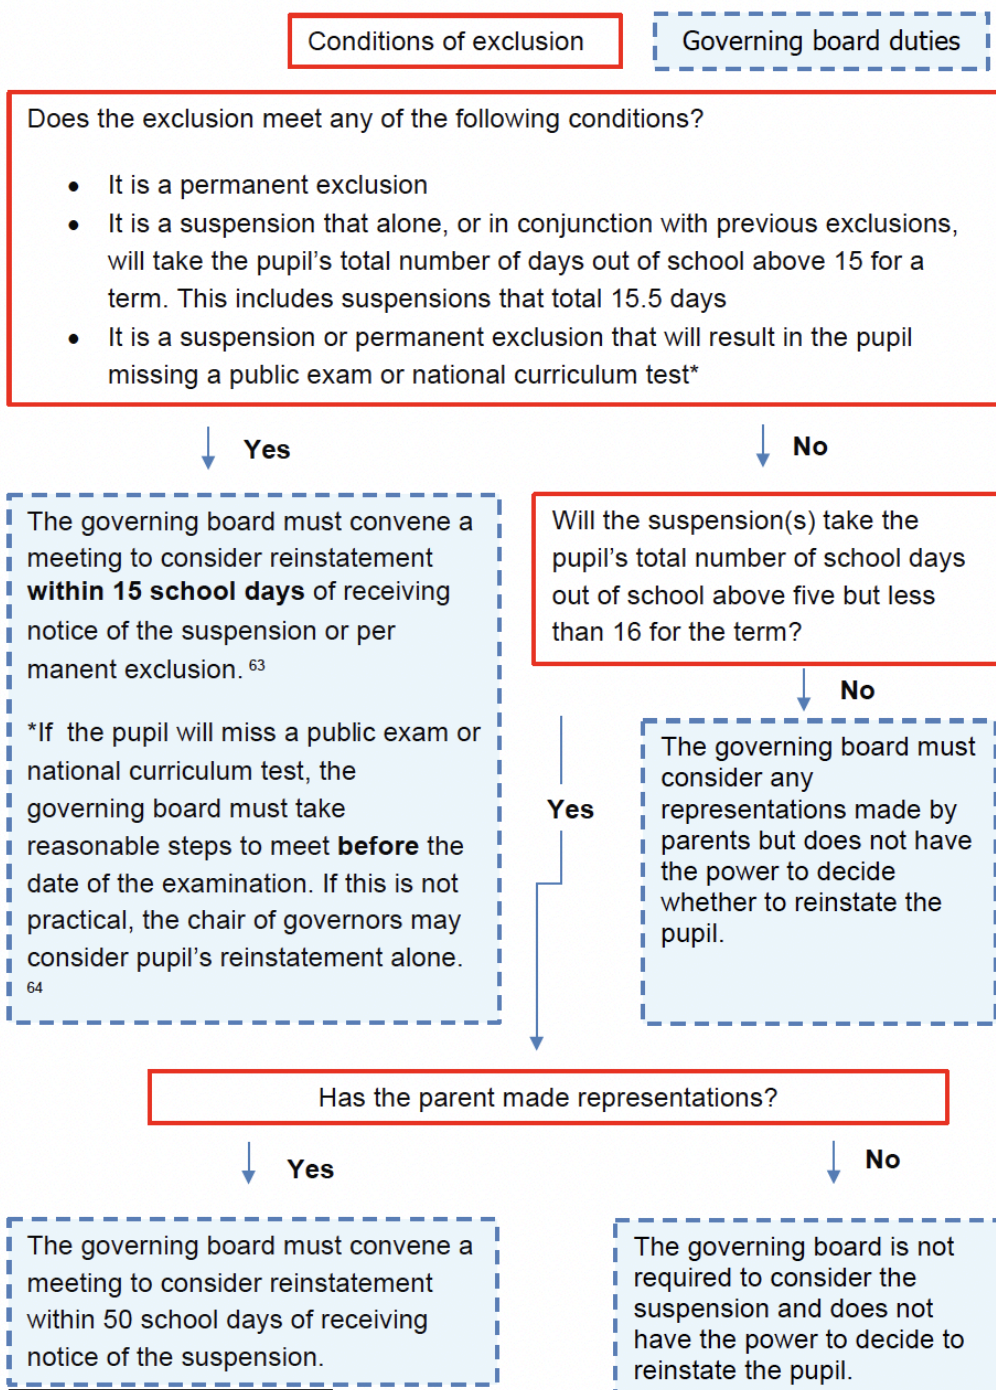 Conditions of exclusion
Governing board duties
Does the exclusion meet any of the following conditions?
• It is a permanent exclusion
• It is a suspension that alone, or in conjunction with previous exclusions,
will take the pupil’s total number of days out of school above 15 for a
term. This includes suspensions that total 15.5 days
• It is a suspension or permanent exclusion that will result in the pupil
missing a public exam or national curriculum test*
Yes
No
The governing board must convene a
meeting to consider reinstatement
within 15 school days of receiving
notice of the suspension or per
manent exclusion. 63
*If the pupil will miss a public exam or
national curriculum test, the
governing board must take
reasonable steps to meet before the
date of the examination. If this is not
practical, the chair of governors may
consider pupil’s reinstatement alone.
64
Will the suspension(s) take the
pupil’s total number of school days
out of school above five but less
than 16 for the term?
No
Yes
The governing board must
consider any
representations made by
parents but does not have
the power to decide
whether to reinstate the
pupil.
Has the parent made representations?
Yes
No
The governing board must convene a
meeting to consider reinstatement
within 50 school days of receiving
notice of the suspension.
The governing board is not
required to consider the
suspension and does not
have the power to decide to
reinstate the pupil.